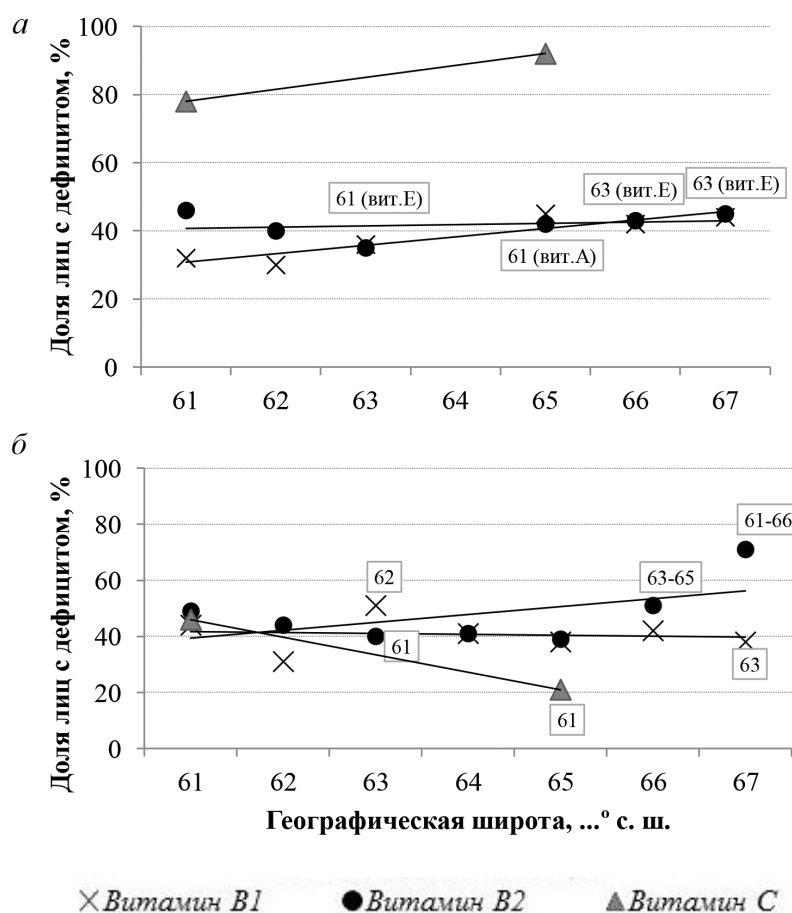 а
Доля лиц с дефицитом, %
100
80
60
40
20
0
61 (вит.Е)
63 (вит.Е)
63 (вит.Е)
61 (вит.А)
61 62 63 64 65 66 67
б
Доля лиц с дефицитом, %
100
80
60
40
20
0
61-66
62
63-65
61
63
61
61 62 63 64 65 66 67
Географическая широта, ...° с. ш.
Витамин В1 Витамин В2 Витамин С